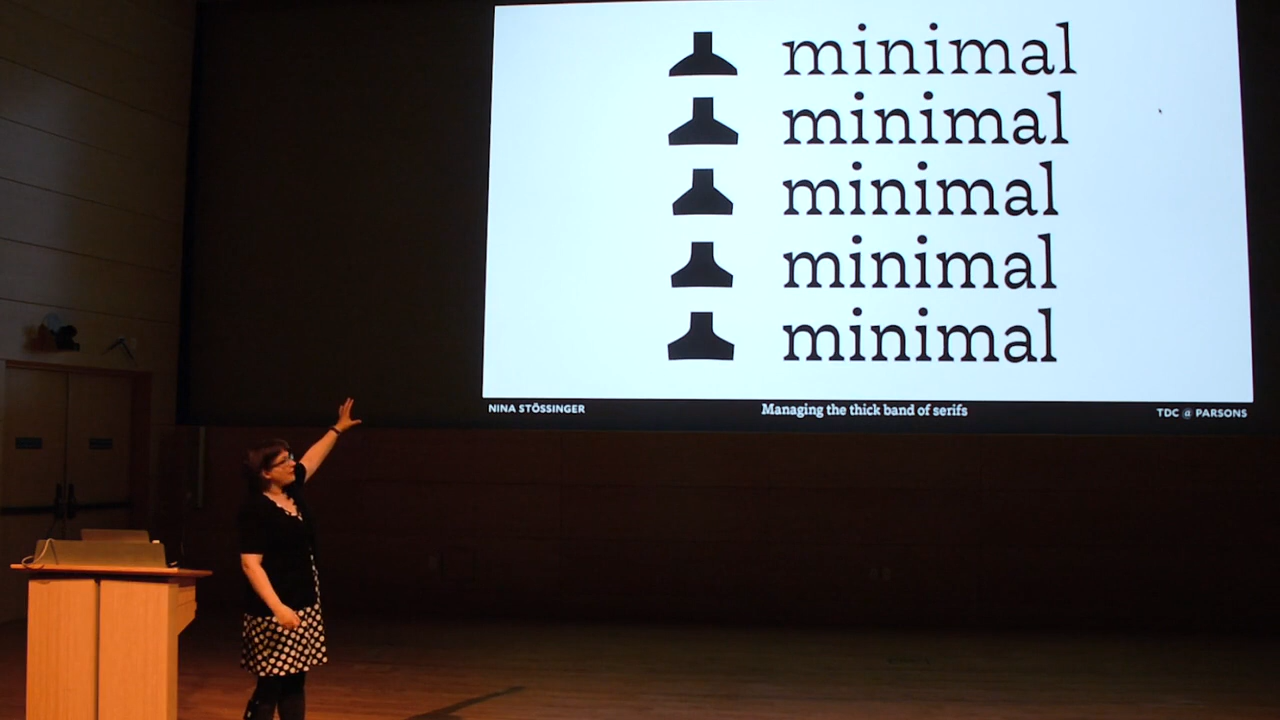 minimal
minimal
minimal
minimal
minimal
NINA STÖSSINGER
Managing the thick band of serifs
TDC @ PARSONS